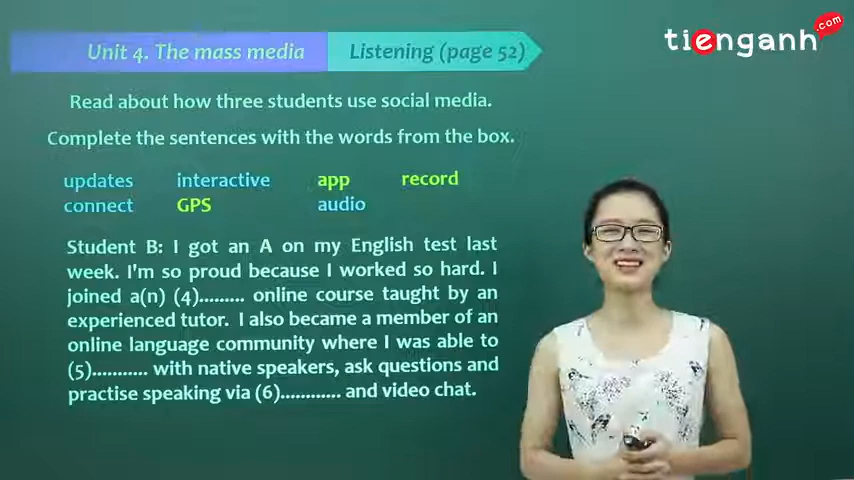 Unit 4. The mass media Listening (page 52)
tienganh.com
Read about how three students use social media.
Complete the sentences with the words from the box.
updates interactive app record
connect GPS audio
Student B: I got an A on my English test last
week. I'm so proud because I worked so hard. I
joined a(n) (4)......... online course taught by an
experienced tutor. I also became a member of an
online language community where I was able to
(5)........... with native speakers, ask questions and
practise speaking via (6)............ and video chat.